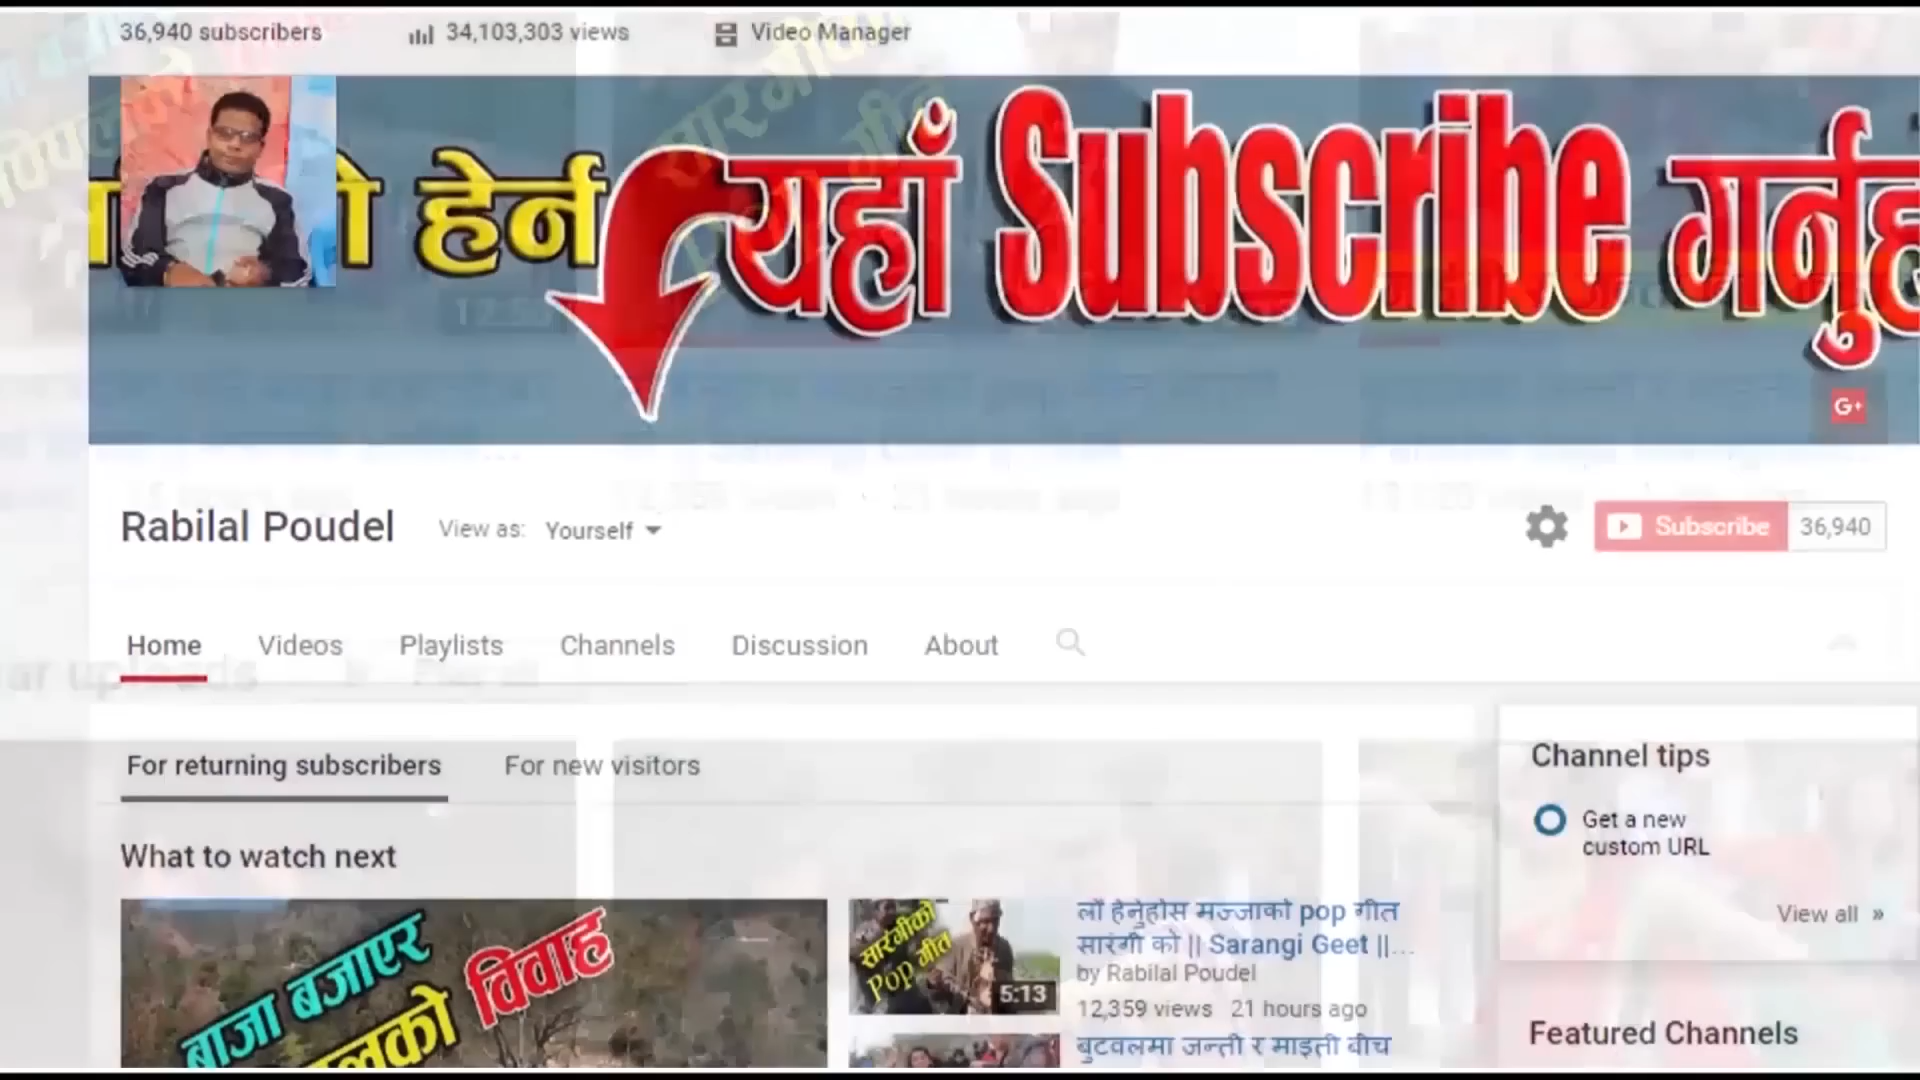 36,940 subscribers
34,103,303 views
Video Manager
हेर्न
यहाँ Subscribe
G+
Rabilal Poudel
View as: Yourself
Subscribe 36,940
Home Videos Playlists Channels Discussion About
For returning subscribers
For new visitors
What to watch next
बाजा बजाएर
विवाह
सारंगीको
Pop गीत
5:13
लौ हेर्नुहोस मज्जाको pop गीत
सारंगी को || Sarangi Geet ||...
by Rabilal Poudel
12,359 views 21 hours ago
बुटवलमा जन्ती र माइती बीच
Channel tips
Get a new
custom URL
View all »
Featured Channels